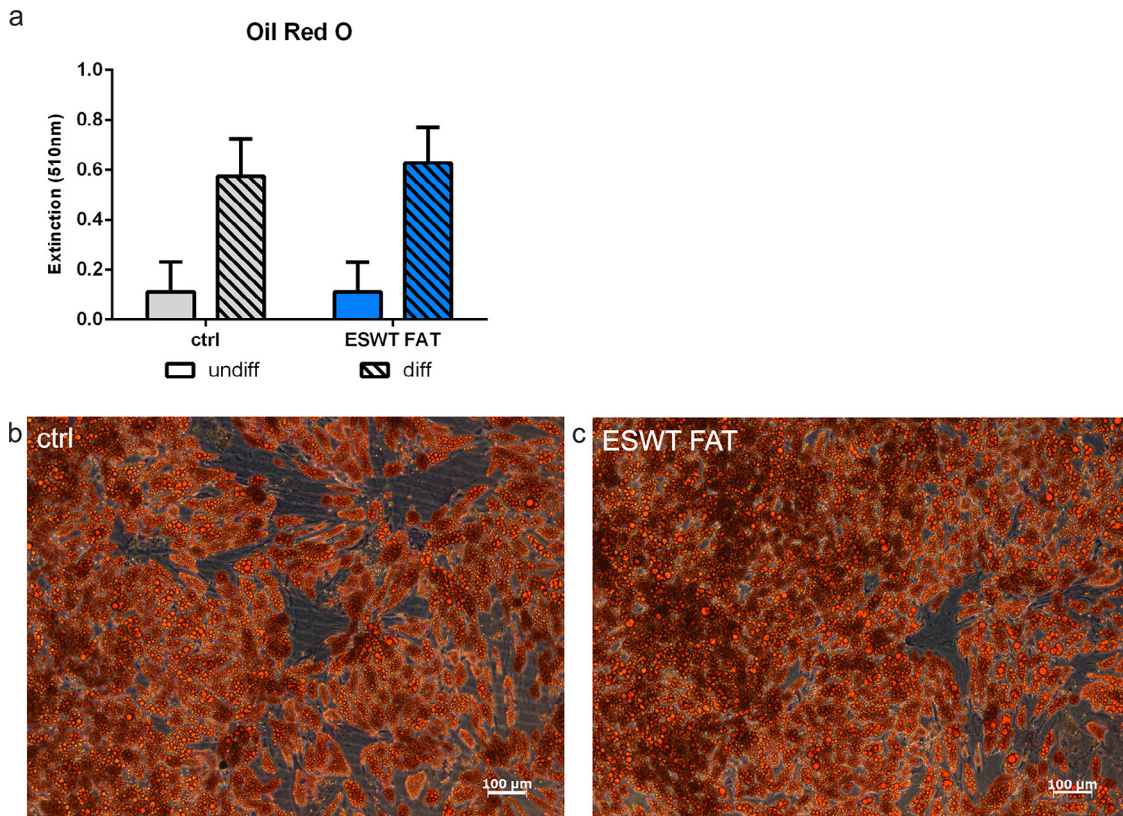 a
Oil Red O
Extinction (510nm)
1.0
0.8
0.6
0.4
0.2
0.0
ctrl ESWT FAT
undiff diff
b ctrl
100 µm
c ESWT FAT
100 µm